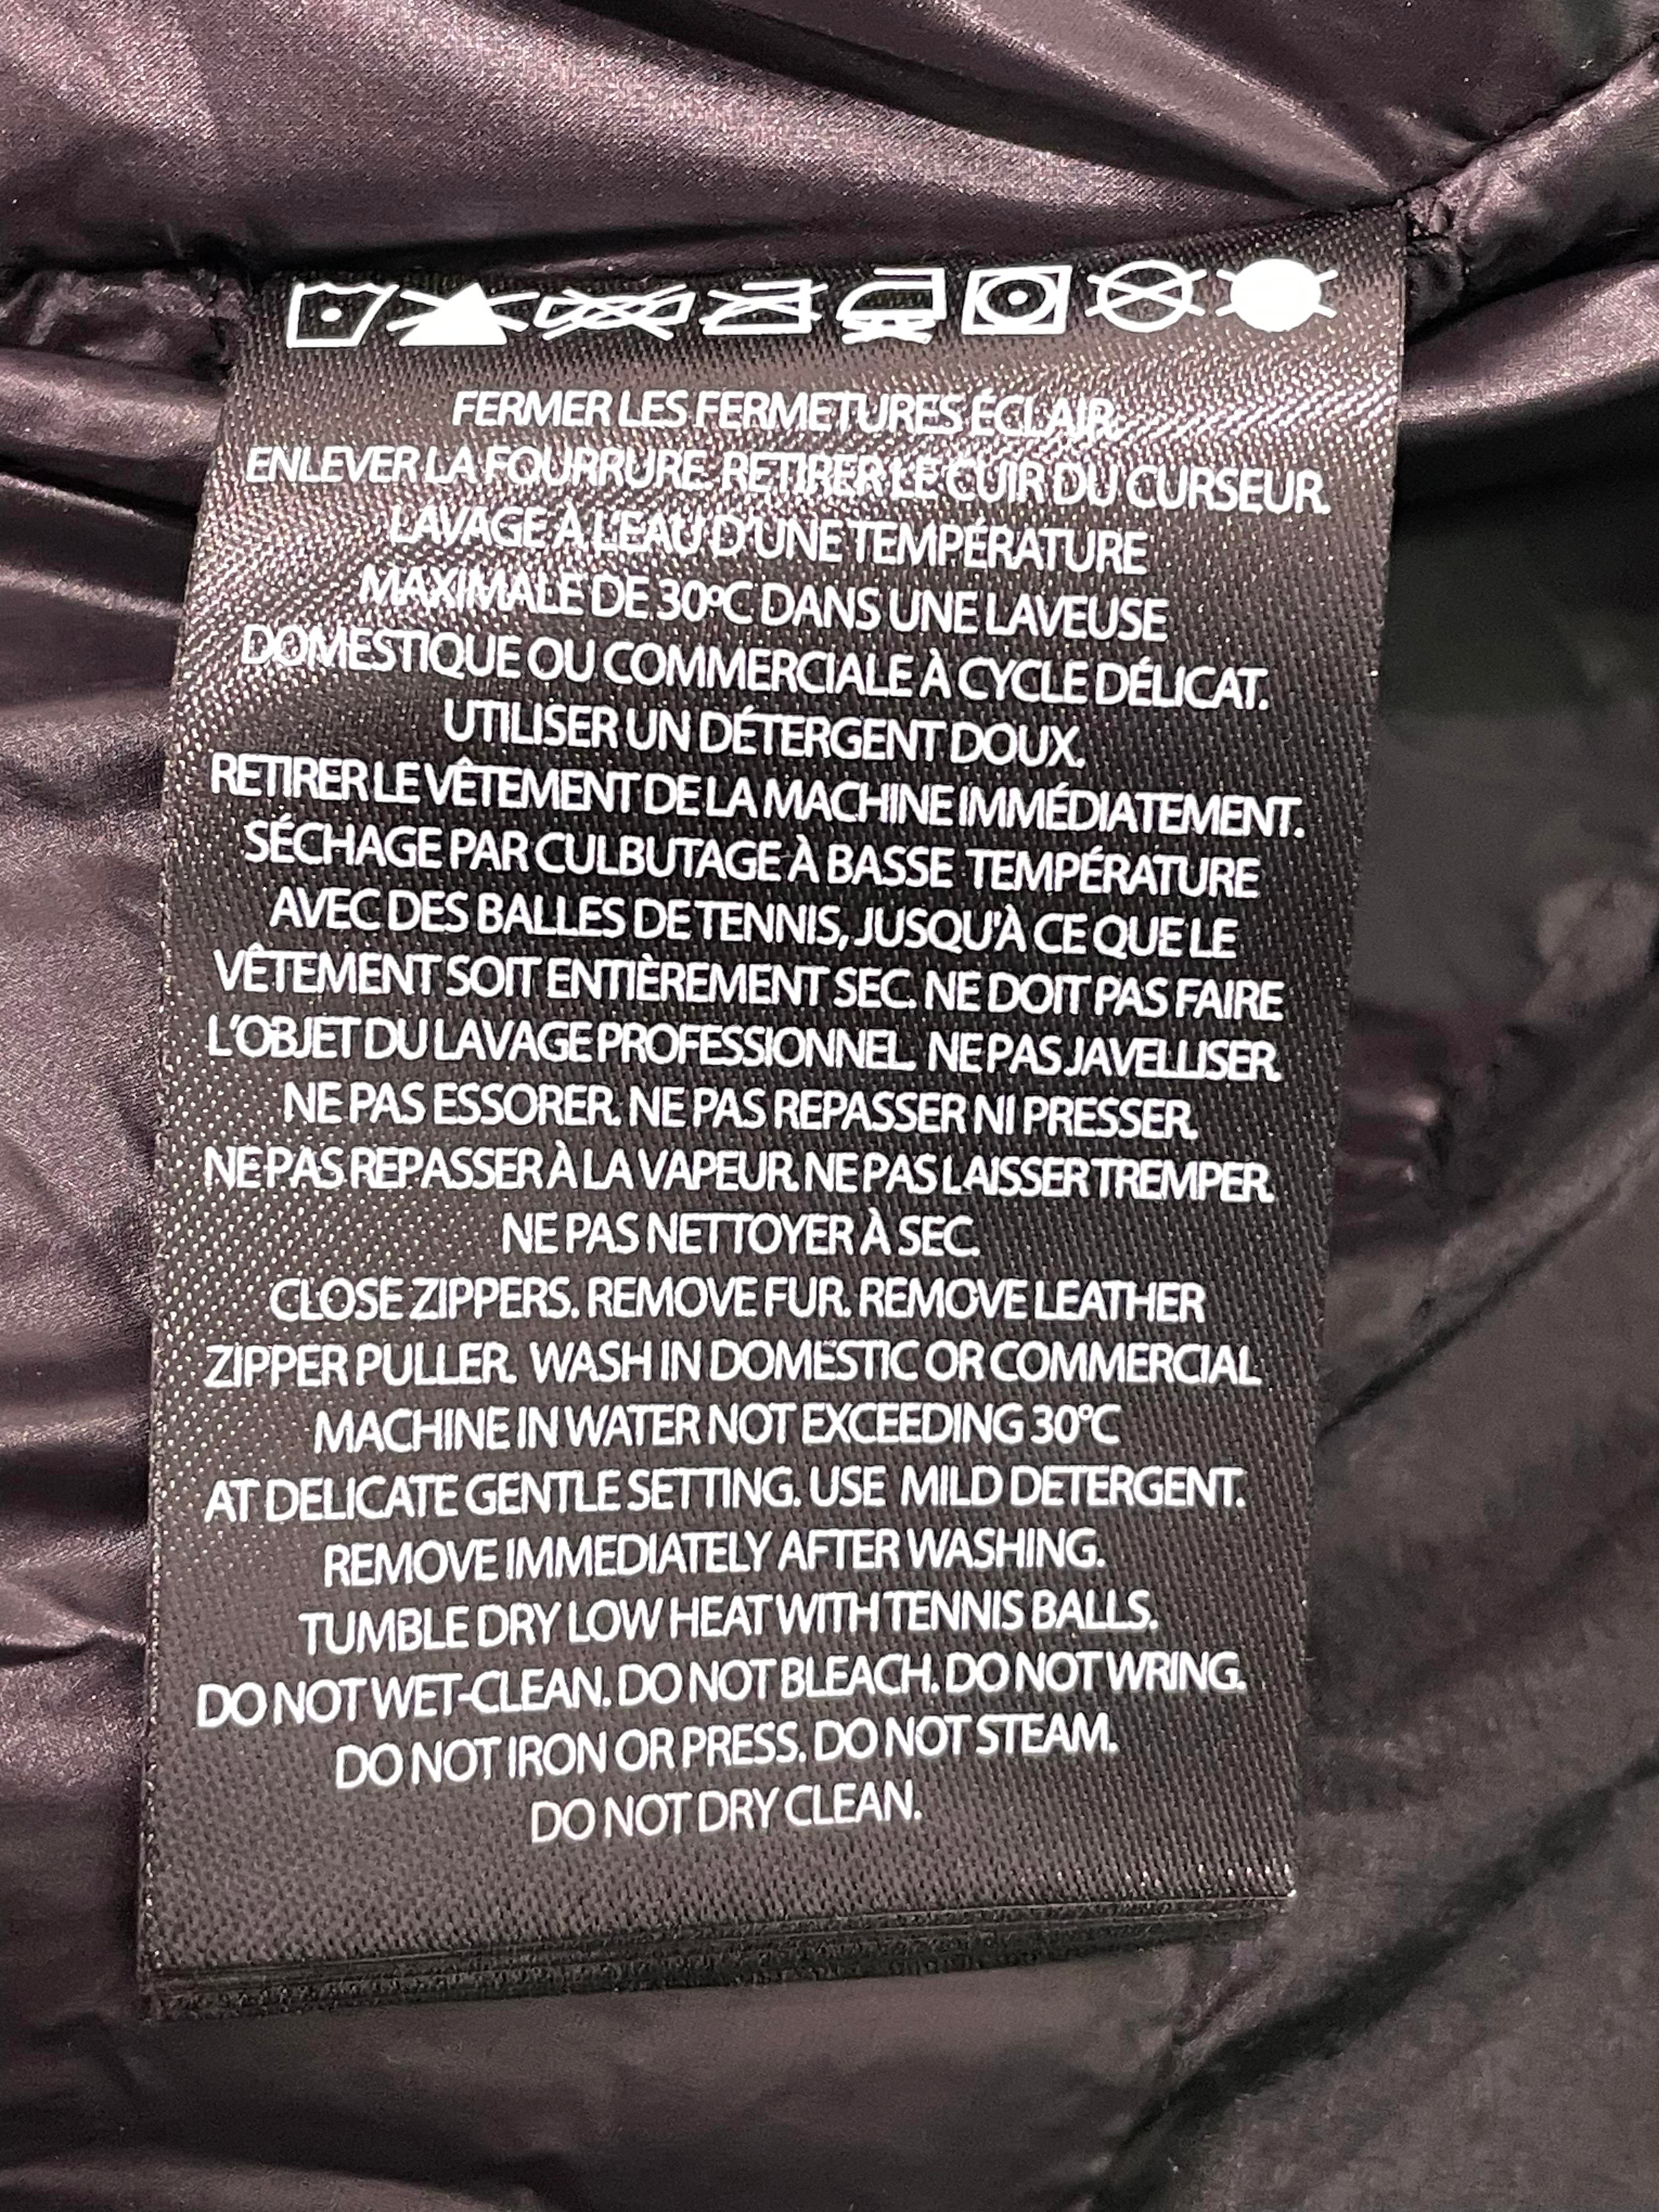 FERMER LES FERMETURES ÉCLAIR.
ENLEVER LA FOURRURE. RETIRER LE CUIR DU CURSEUR.
LAVAGE À L'EAU D'UNE TEMPÉRATURE
MAXIMALE DE 30ºC DANS UNE LAVEUSE
DOMESTIQUE OU COMMERCIALE À CYCLE DÉLICAT.
UTILISER UN DÉTERGENT DOUX.
RETIRER LE VÊTEMENT DE LA MACHINE IMMÉDIATEMENT.
SÉCHAGE PAR CULBUTAGE À BASSE TEMPÉRATURE
AVEC DES BALLES DE TENNIS, JUSQU'À CE QUE LE
VÊTEMENT SOIT ENTIÈREMENT SEC. NE DOIT PAS FAIRE
L'OBJET DU LAVAGE PROFESSIONNEL. NE PAS JAVELLISER.
NE PAS ESSORER. NE PAS REPASSER NI PRESSER.
NE PAS REPASSER À LA VAPEUR. NE PAS LAISSER TREMPER.
NE PAS NETTOYER À SEC.
CLOSE ZIPPERS. REMOVE FUR. REMOVE LEATHER
ZIPPER PULLER. WASH IN DOMESTIC OR COMMERCIAL
MACHINE IN WATER NOT EXCEEDING 30°C
AT DELICATE GENTLE SETTING. USE MILD DETERGENT.
REMOVE IMMEDIATELY AFTER WASHING.
TUMBLE DRY LOW HEAT WITH TENNIS BALLS.
DO NOT WET-CLEAN. DO NOT BLEACH. DO NOT WRING.
DO NOT IRON OR PRESS. DO NOT STEAM.
DO NOT DRY CLEAN.